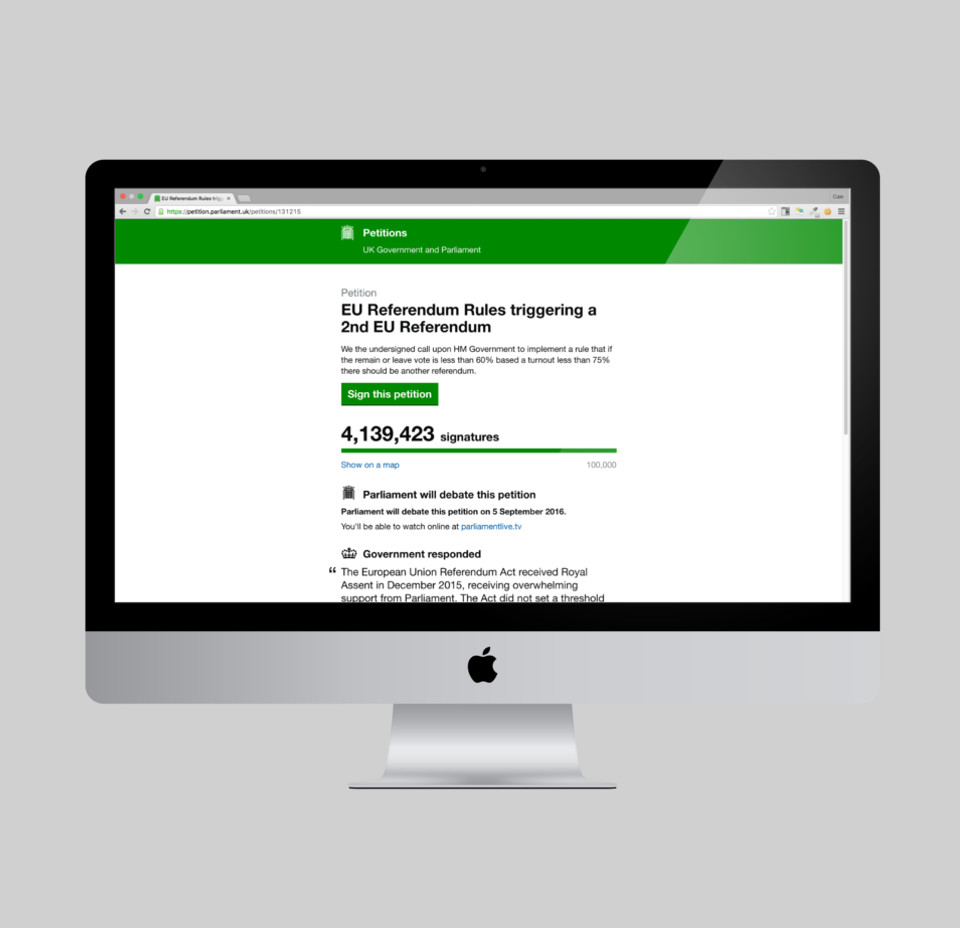 EU Referendum Rules trigg
https://petition.parliament.uk/petitions/131215
Petitions
UK Government and Parliament
Petition
EU Referendum Rules triggering a
2nd EU Referendum
We the undersigned call upon HM Government to implement a rule that if
the remain or leave vote is less than 60% based a turnout less than 75%
there should be another referendum.
Sign this petition
4,139,423 signatures
Show on a map 100,000
Parliament will debate this petition
Parliament will debate this petition on 5 September 2016.
You'll be able to watch online at parliamentlive.tv
Government responded
“ The European Union Referendum Act received Royal
Assent in December 2015, receiving overwhelming
support from Parliament. The Act did not set a threshold